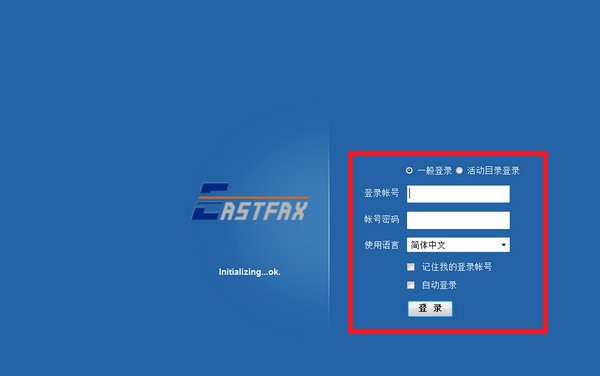 一般登录 活动目录登录
登录帐号
EASTFAX
帐号密码
使用语言 简体中文
Initializing...ok.
记住我的登录帐号
自动登录
登 录